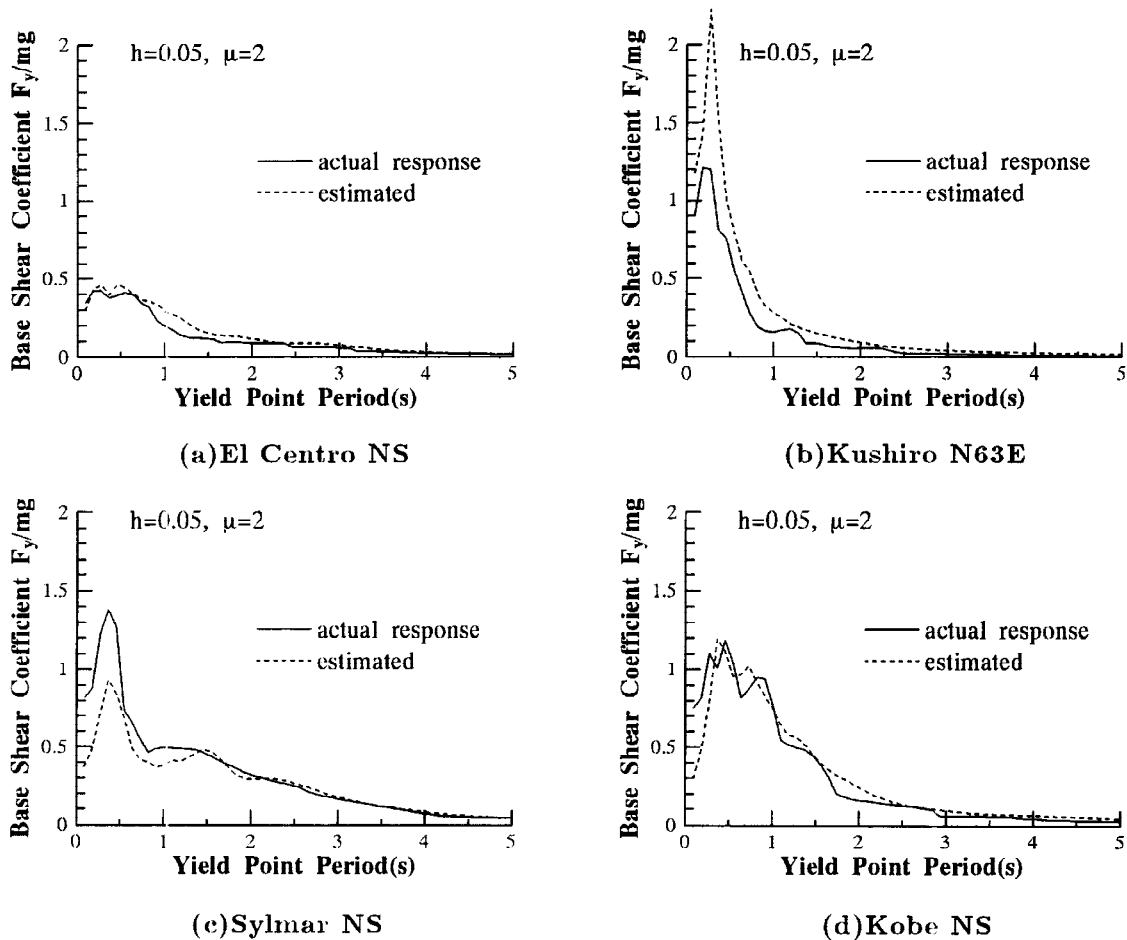 Base Shear Coefficient Fy/mg
2
1.5
1
0.5
0
h=0.05, μ=2
actual response
estimated
0 1 2 3 4 5
Yield Point Period(s)
(a)El Centro NS
Base Shear Coefficient Fy/mg
2
1.5
1
0.5
0
h=0.05, μ=2
actual response
estimated
0 1 2 3 4 5
Yield Point Period(s)
(b)Kushiro N63E
Base Shear Coefficient Fy/mg
2
1.5
1
0.5
0
h=0.05, μ=2
actual response
estimated
0 1 2 3 4 5
Yield Point Period(s)
(c)Sylmar NS
Base Shear Coefficient Fy/mg
2
1.5
1
0.5
0
h=0.05, μ=2
actual response
estimated
0 1 2 3 4 5
Yield Point Period(s)
(d)Kobe NS